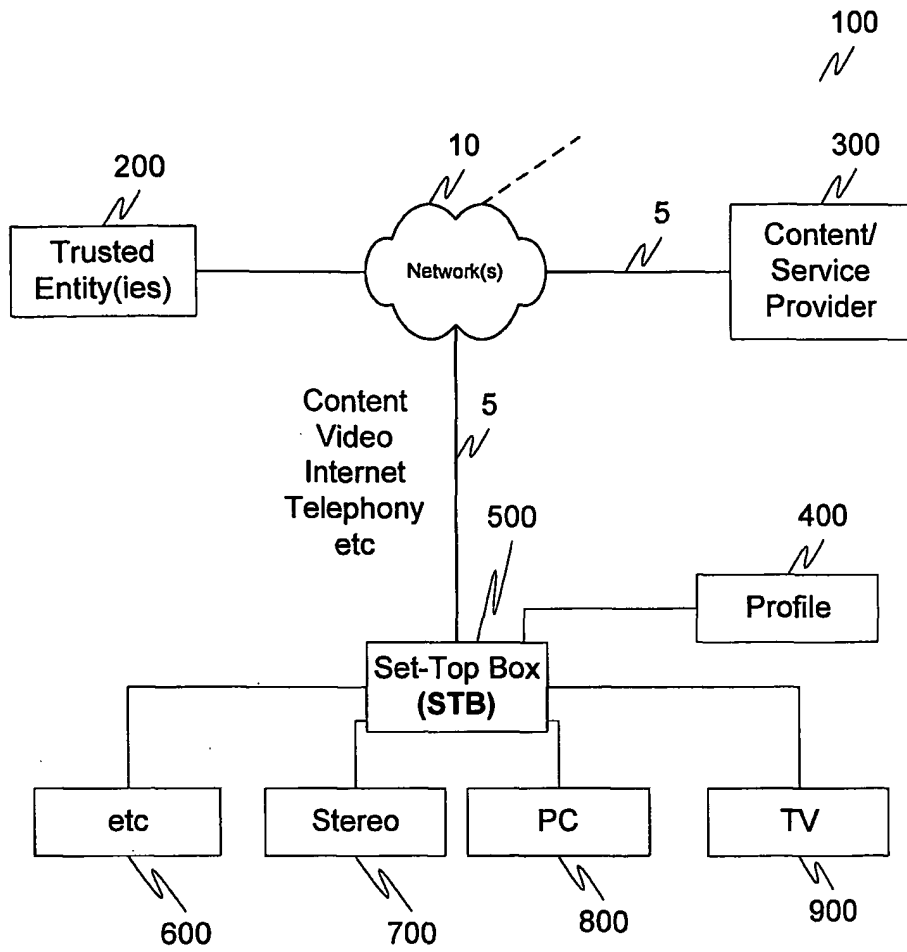 100
200
10
300
Trusted
Entity(ies)
Network(s)
5
Content/
Service
Provider
Content
Video
Internet
Telephony
etc
5
500
400
Profile
Set-Top Box
(STB)
etc
Stereo
PC
TV
600
700
800
900